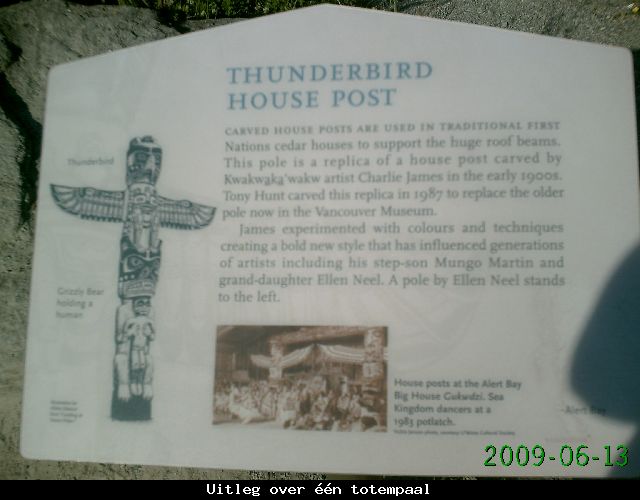 THUNDERBIRD
HOUSE POST
CARVED HOUSE POSTS ARE USED IN TRADITIONAL FIRST
Nations cedar houses to support the huge roof beams.
This pole is a replica of a house post carved by
Kwakwa̱ka̱'wakw artist Charlie James in the early 1900s.
Tony Hunt carved this replica in 1987 to replace the older
pole now in the Vancouver Museum.
James experimented with colours and techniques
creating a bold new style that has influenced generations
of artists including his step-son Mungo Martin and
grand-daughter Ellen Neel. A pole by Ellen Neel stands
to the left.
Thunderbird
Grizzly Bear
holding a
human
House posts at the Alert Bay
Big House Gukwdzi. Sea
Kingdom dancers at a
1983 potlatch.
-Alert Bay
2009-06-13
Uitleg over één totempaal